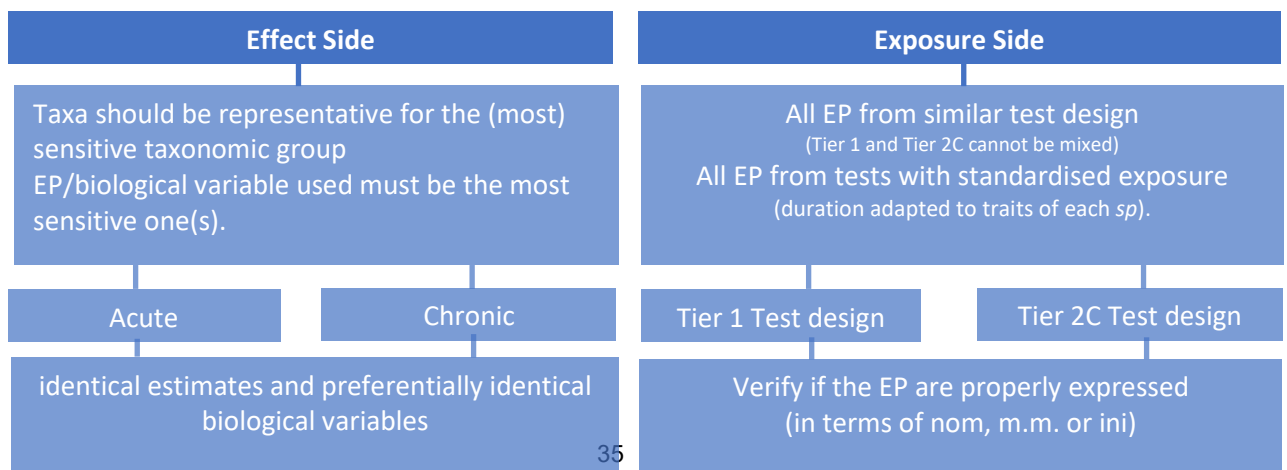 Effect Side
Taxa should be representative for the (most)
sensitive taxonomic group
EP/biological variable used must be the most
sensitive one(s).
Acute
Chronic
identical estimates and preferentially identical
biological variables
Exposure Side
All EP from similar test design
(Tier 1 and Tier 2C cannot be mixed)
All EP from tests with standardised exposure
(duration adapted to traits of each sp).
Tier 1 Test design
Tier 2C Test design
Verify if the EP are properly expressed
(in terms of nom, m.m. or ini)
35